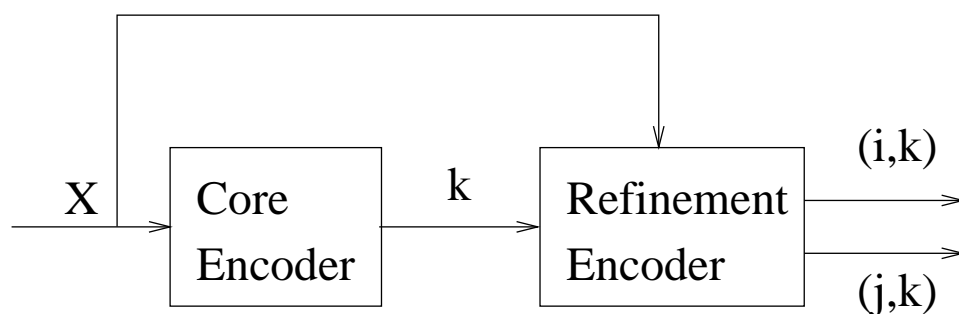 X
Core
Encoder
k
Refinement
Encoder
(i,k)
(j,k)